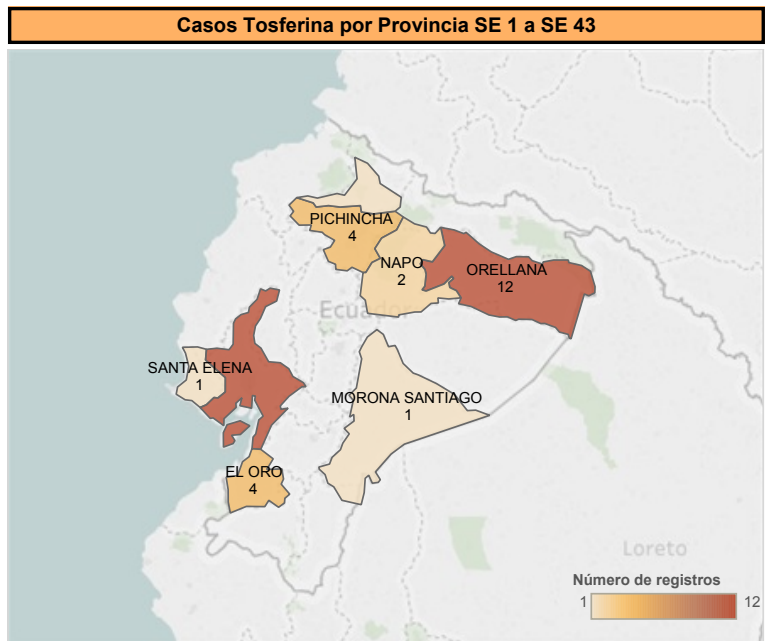 Casos Tosferina por Provincia SE 1 a SE 43
PICHINCHA
4
NAPO
2
ORELLANA
12
Ecuador
SANTA ELENA
1
MORONA SANTIAGO
1
EL ORO
4
Loreto
Número de registros
1
12